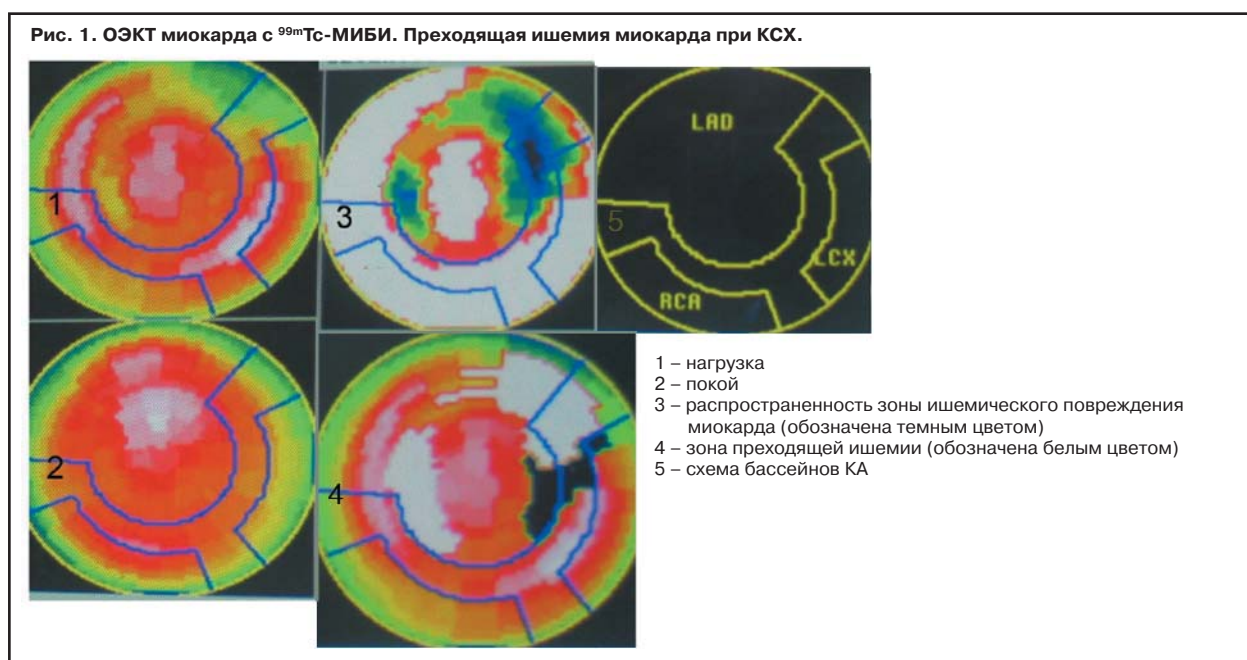 Рис. 1. ОЭКТ миокарда с ⁹⁹ᵐТс-МИБИ. Преходящая ишемия миокарда при КСХ.
1
3
5
LAD
LCX
RCA
2
4
1 – нагрузка
2 – покой
3 – распространенность зоны ишемического повреждения
миокарда (обозначена темным цветом)
4 – зона преходящей ишемии (обозначена белым цветом)
5 – схема бассейнов КА